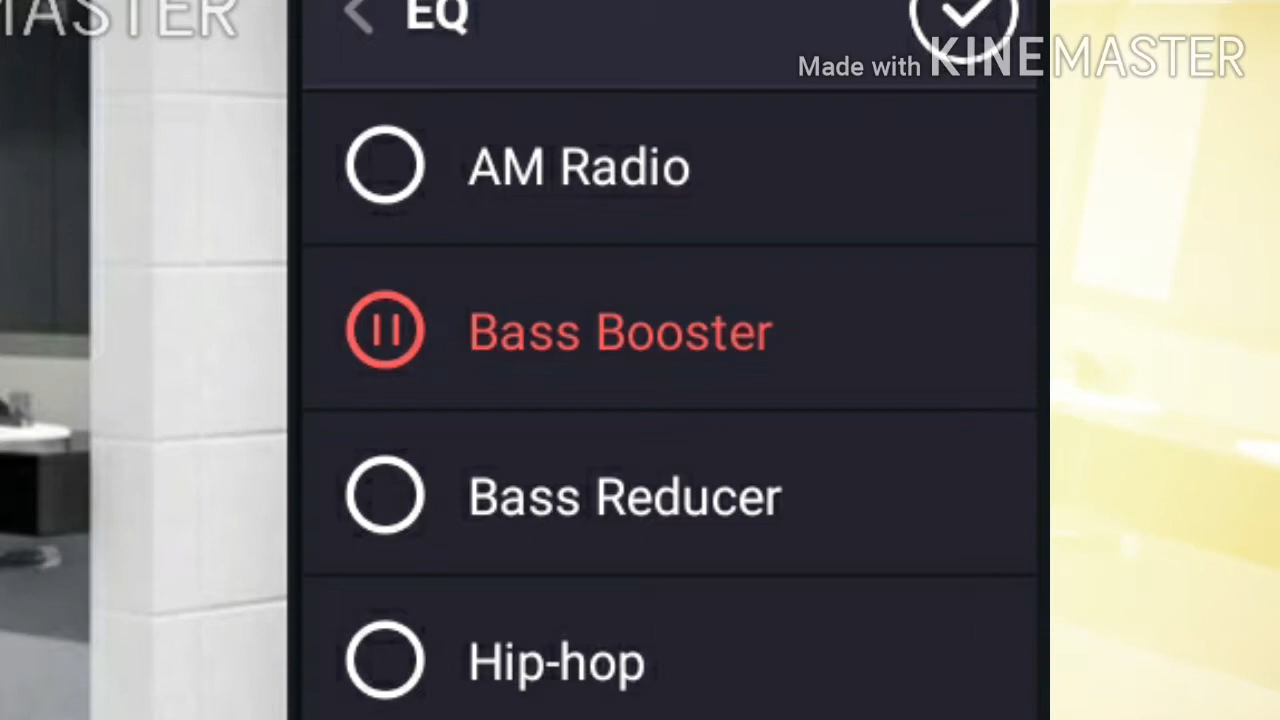 MASTER
EQ
Made with KINEMASTER
AM Radio
Bass Booster
Bass Reducer
Hip-hop